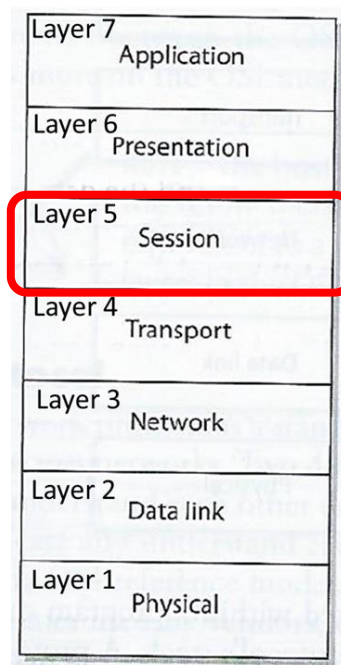 Layer 7
Application
Layer 6
Presentation
Layer 5
Session
Layer 4
Transport
Layer 3
Network
Layer 2
Data link
Layer 1
Physical